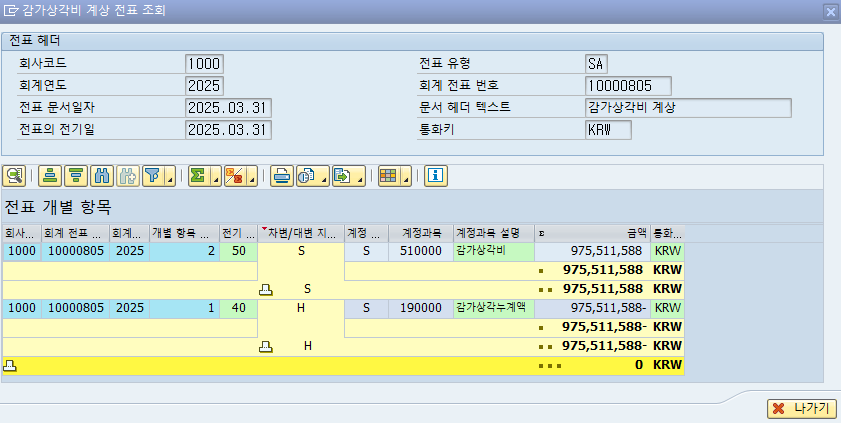 감가상각비 계상 전표 조회
전표 헤더
회사코드 1000 전표 유형 SA
회계연도 2025 회계 전표 번호 10000805
전표 문서일자 2025.03.31 문서 헤더 텍스트 감가상각비 계상
전표의 전기일 2025.03.31 통화키 KRW
전표 개별 항목
회사... 회계 전표 ... 회계... 개별 항목 ... 전기 ... 차변/대변 지... 계정 ... 계정과목 계정과목 설명 Σ 금액 통화...
1000 10000805 2025 2 50 S S 510000 감가상각비 975,511,588 KRW
975,511,588 KRW
S 975,511,588 KRW
1000 10000805 2025 1 40 H S 190000 감가상각누계액 975,511,588- KRW
975,511,588- KRW
H 975,511,588- KRW
0 KRW
나가기